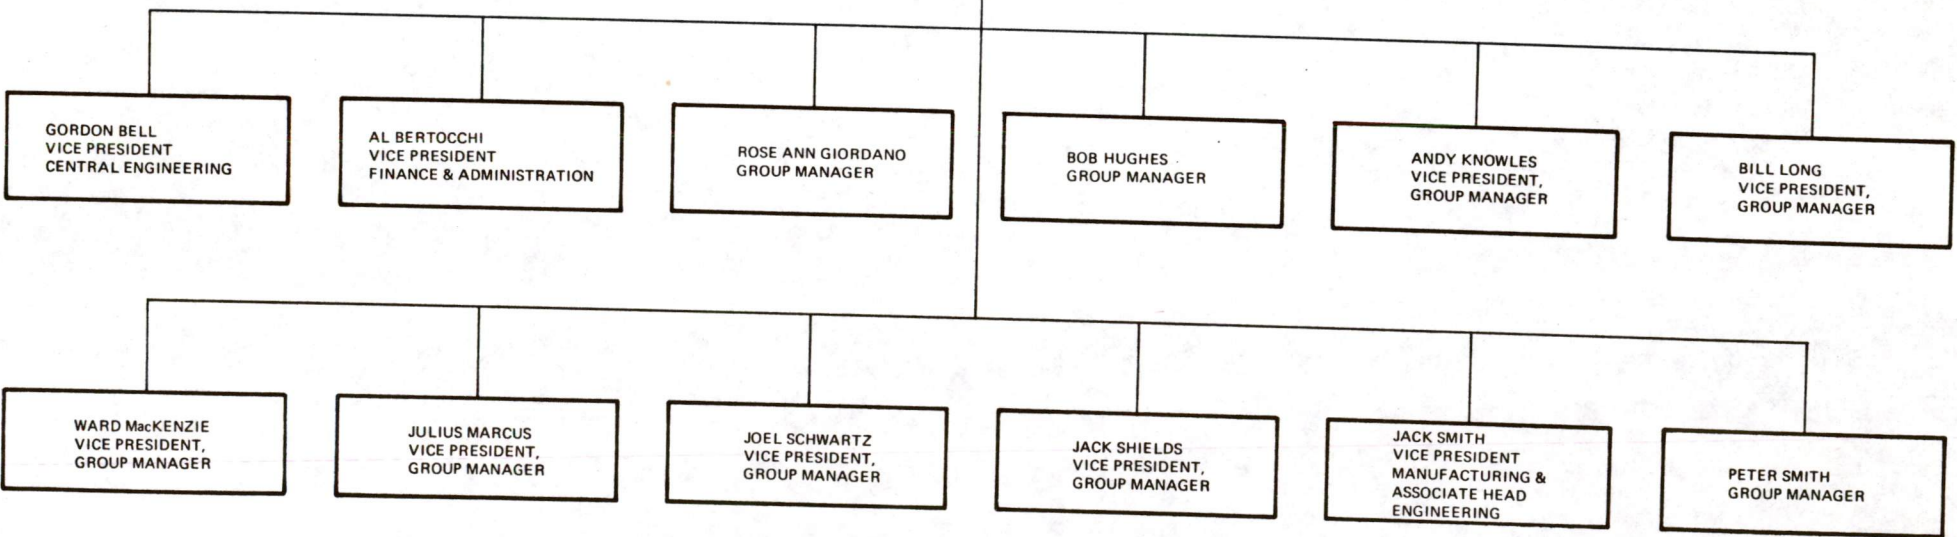 GORDON BELL
VICE PRESIDENT
CENTRAL ENGINEERING
AL BERTOCCHI
VICE PRESIDENT
FINANCE & ADMINISTRATION
ROSE ANN GIORDANO
GROUP MANAGER
BOB HUGHES
GROUP MANAGER
ANDY KNOWLES
VICE PRESIDENT,
GROUP MANAGER
BILL LONG
VICE PRESIDENT,
GROUP MANAGER
WARD MacKENZIE
VICE PRESIDENT,
GROUP MANAGER
JULIUS MARCUS
VICE PRESIDENT,
GROUP MANAGER
JOEL SCHWARTZ
VICE PRESIDENT,
GROUP MANAGER
JACK SHIELDS
VICE PRESIDENT,
GROUP MANAGER
JACK SMITH
VICE PRESIDENT
MANUFACTURING &
ASSOCIATE HEAD
ENGINEERING
PETER SMITH
GROUP MANAGER